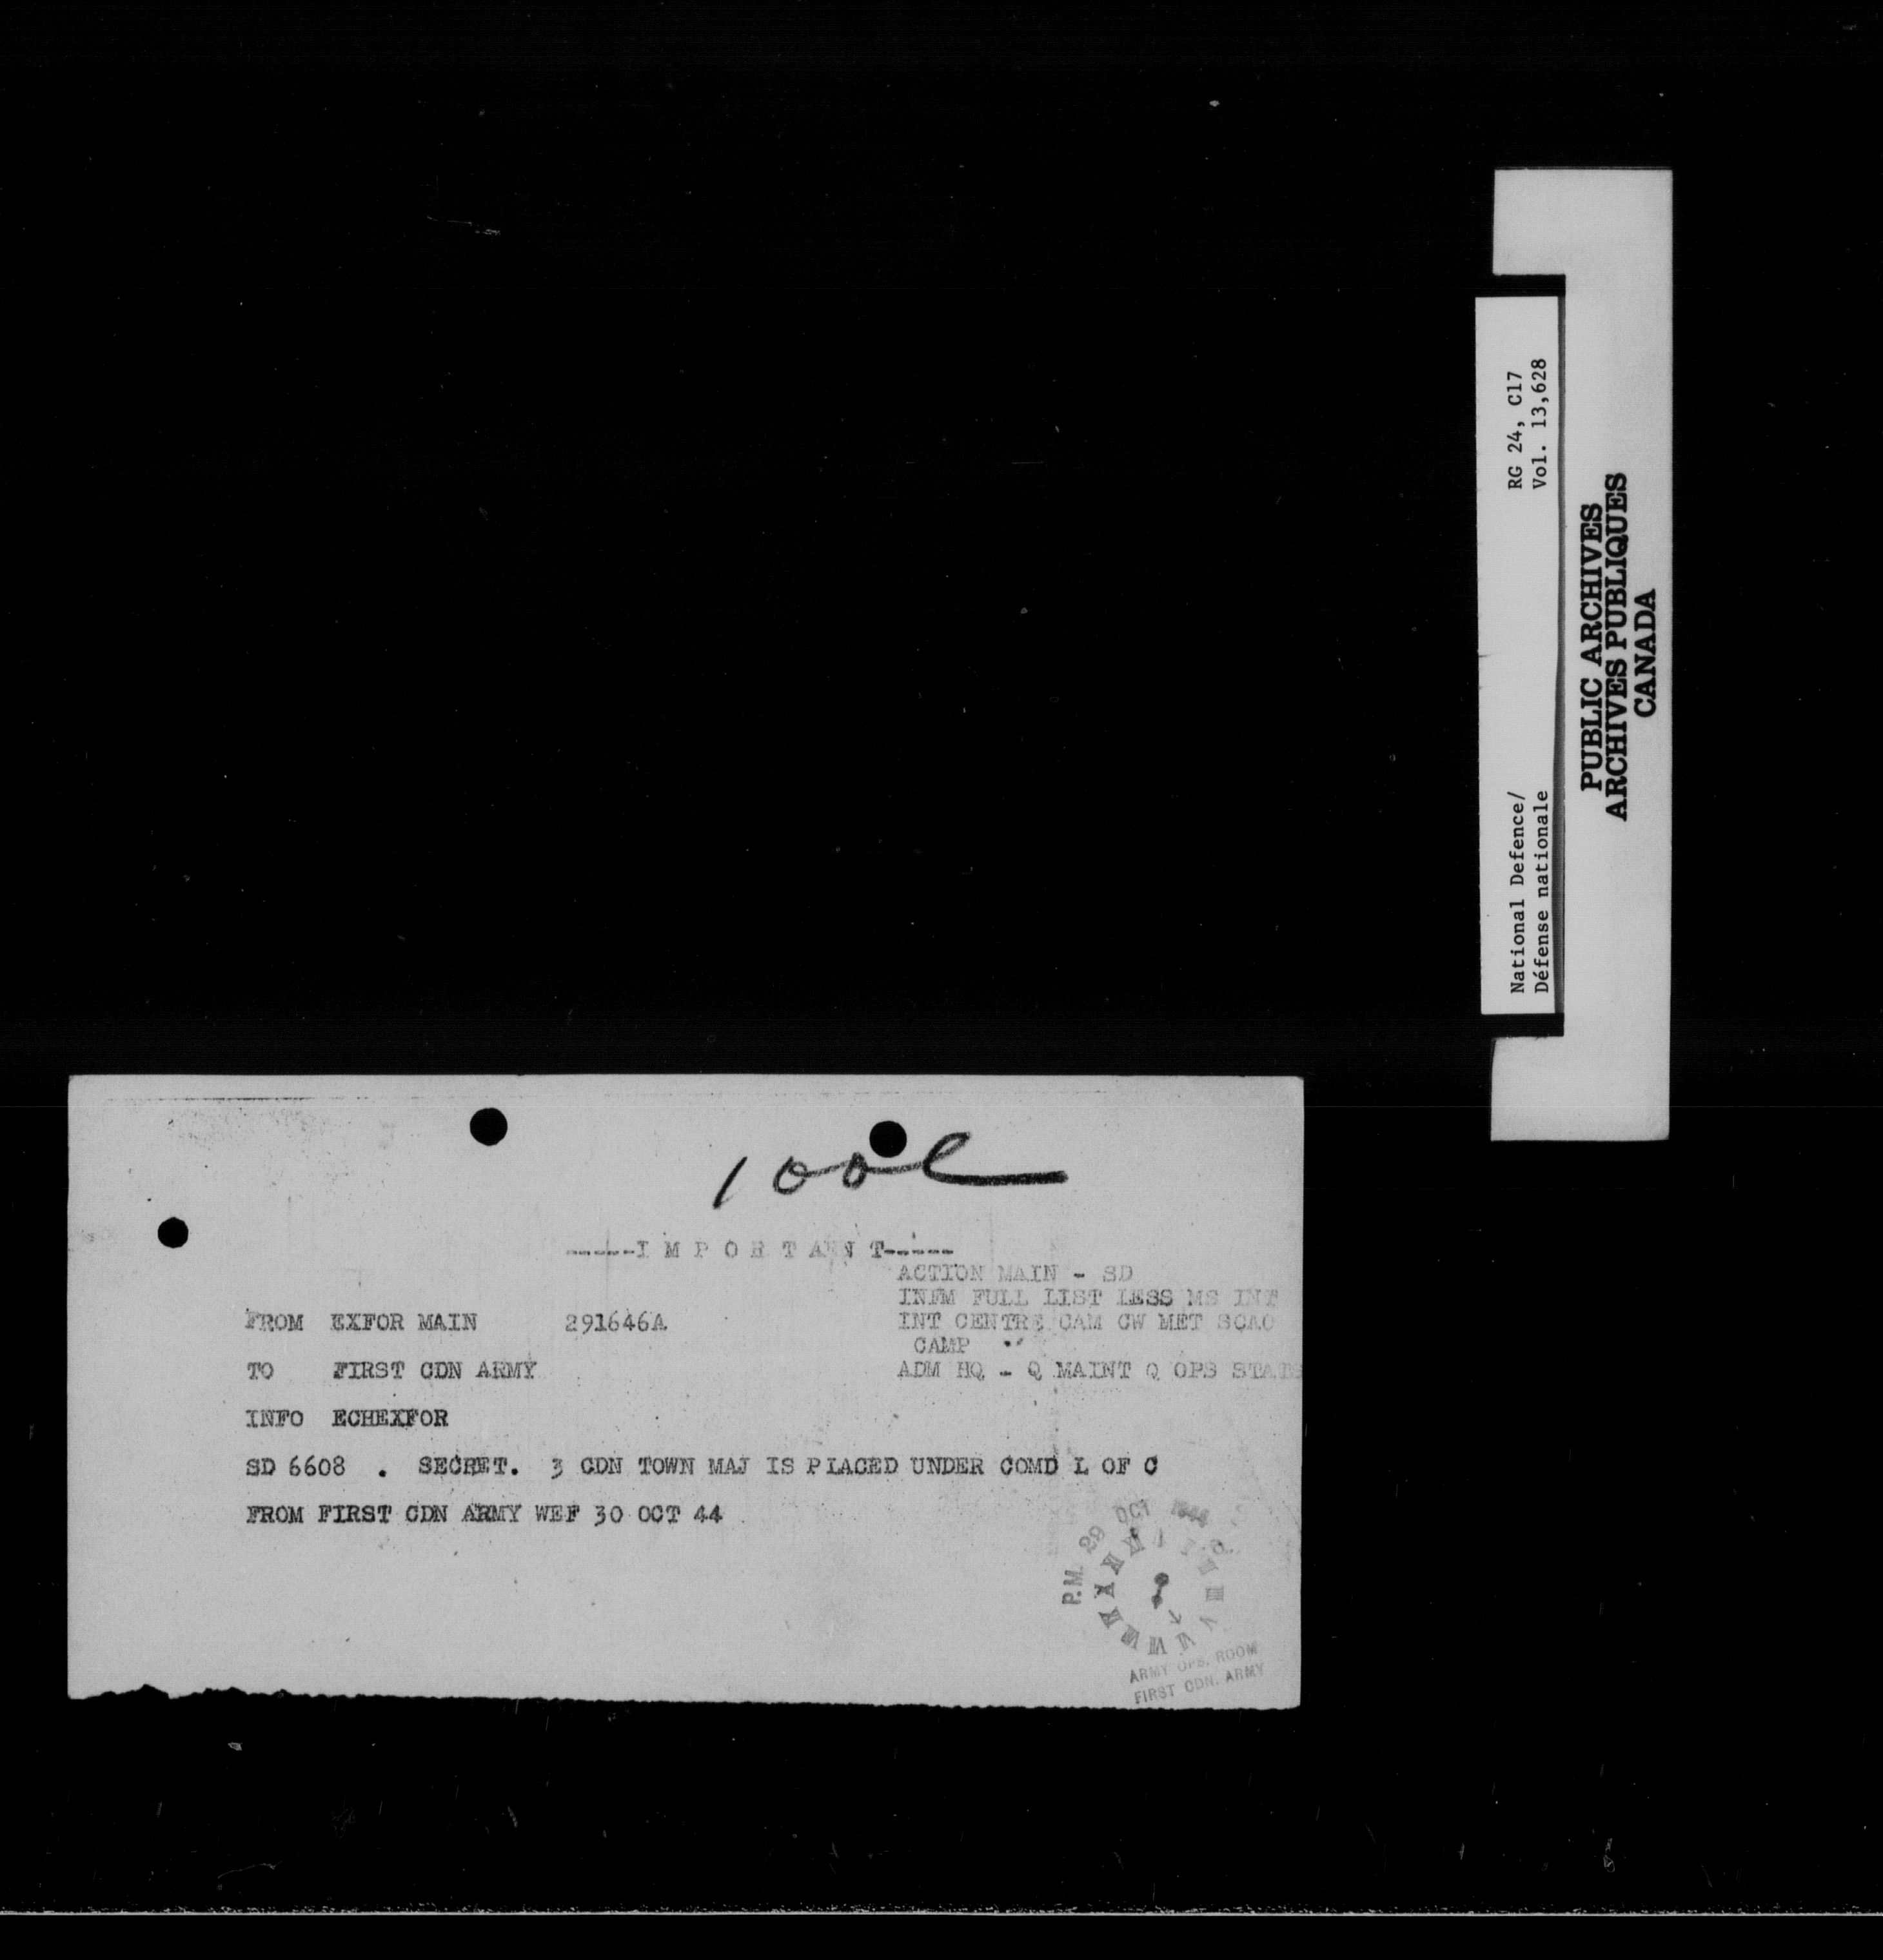 RG 24, C17
Vol. 13,628
National Defence/
Défense nationale
PUBLIC ARCHIVES
ARCHIVES PUBLIQUES
CANADA
-----I M P O R T A N T-----
ACTION MAIN - SD
INFM FULL LIST LESS MS INT
FROM EXFOR MAIN 291646A
INT CENTRE CAM CW MET SCAO
CAMP
TO FIRST CDN ARMY
ADM HQ - Q MAINT Q OPS STATS
INFO ECHEXFOR
SD 6608 . SECRET. 3 CDN TOWN MAJ IS PLACED UNDER COMD L OF C
FROM FIRST CDN ARMY WEF 30 OCT 44
P.M. 29 OCT 1944
ARMY OPS. ROOM
FIRST CDN. ARMY